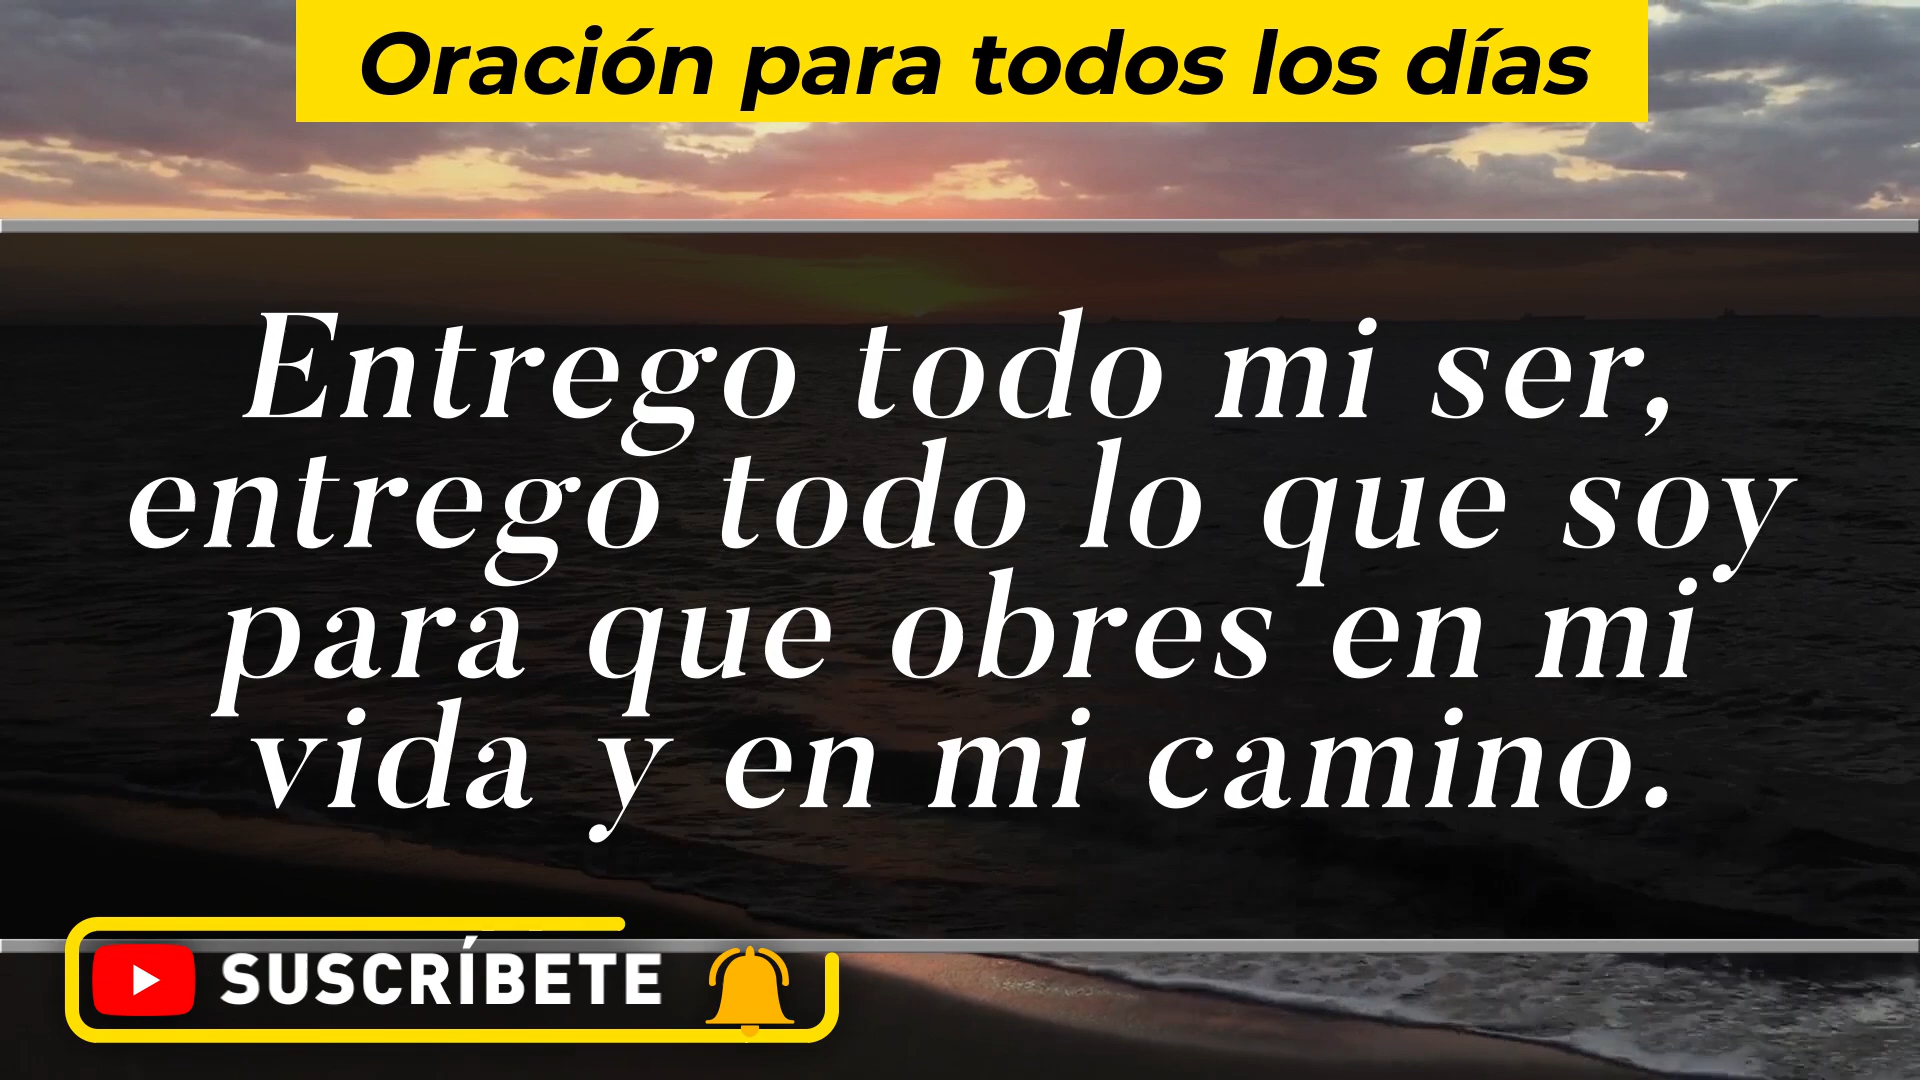 Oración para todos los días
Entrego todo mi ser,
entrego todo lo que soy
para que obres en mi
vida y en mi camino.
SUSCRÍBETE